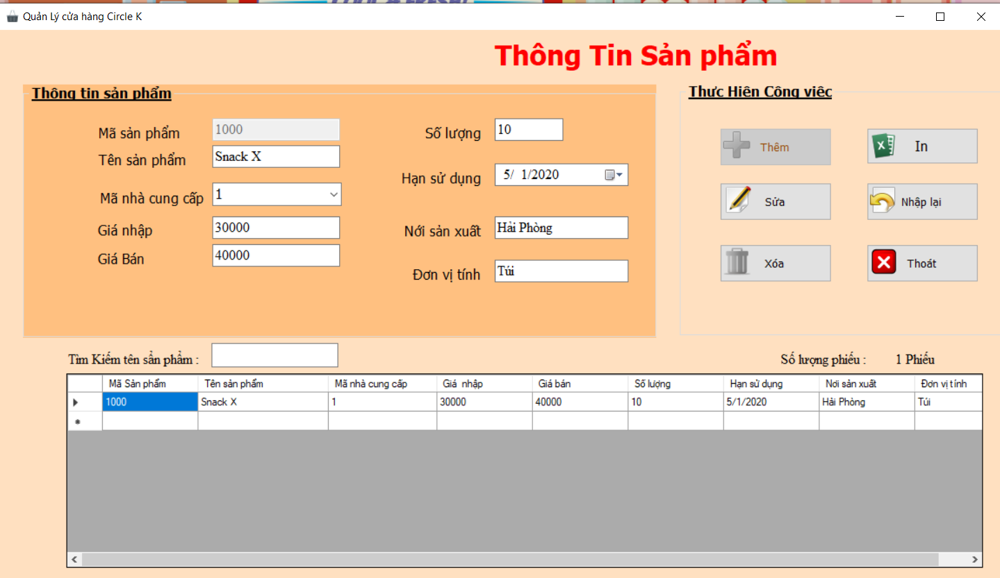 Quản Lý cửa hàng Circle K
Thông Tin Sản phẩm
Thông tin sản phẩm
Mã sản phẩm 1000
Tên sản phẩm Snack X
Mã nhà cung cấp 1
Giá nhập 30000
Giá Bán 40000
Số lượng 10
Hạn sử dụng 5/ 1/2020
Nới sản xuất Hải Phòng
Đơn vị tính Túi
Thực Hiện Công việc
Thêm In
Sửa Nhập lại
Xóa Thoát
Tìm Kiếm tên sẩn phẩm :
Số lượng phiếu : 1 Phiếu
Mã Sản phẩm Tên sản phẩm Mã nhà cung cấp Giá nhập Giá bán Số lượng Hạn sử dụng Nơi sản xuất Đơn vị tính
1000 Snack X 1 30000 40000 10 5/1/2020 Hải Phòng Túi